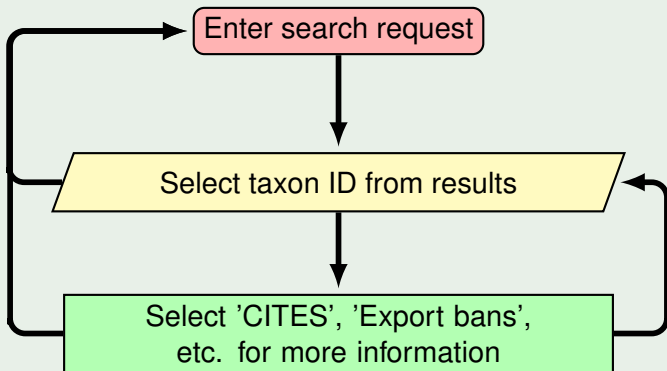 Enter search request
Select taxon ID from results
Select ’CITES’, ’Export bans’,
etc. for more information